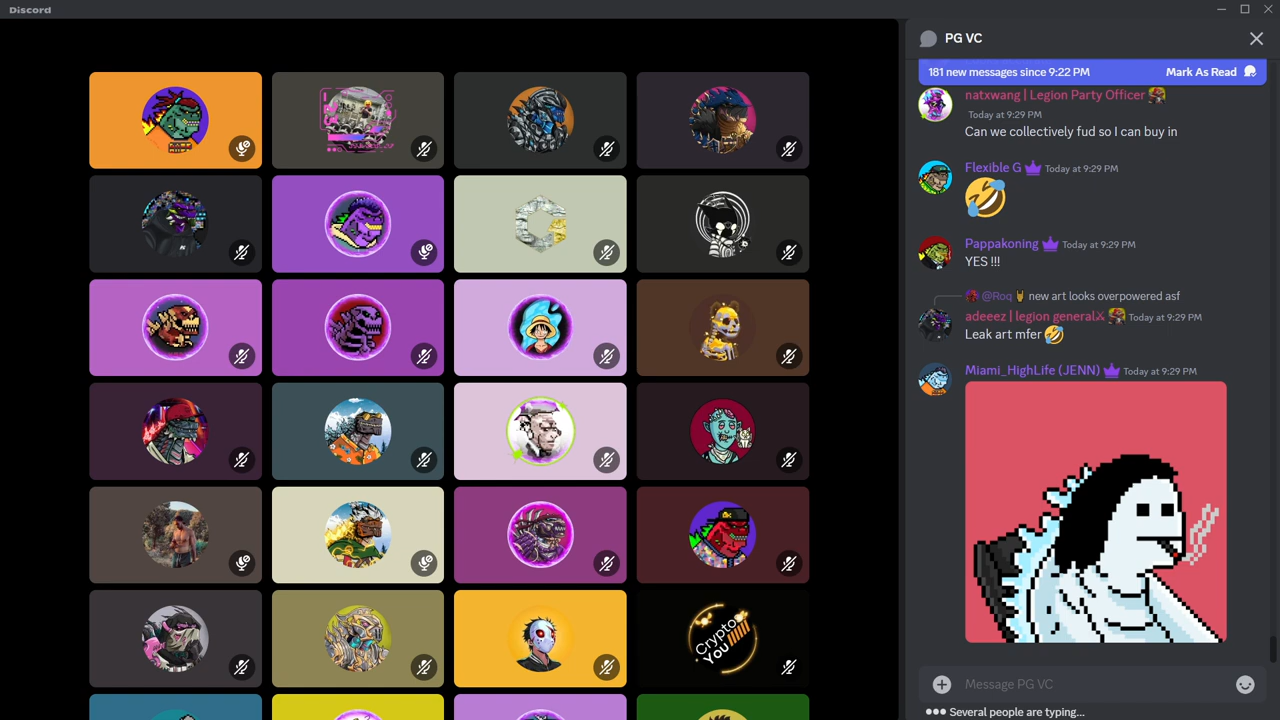 Discord
PG VC
181 new messages since 9:22 PM Mark As Read
natxwang | Legion Party Officer
Today at 9:29 PM
Can we collectively fud so I can buy in
Flexible G Today at 9:29 PM
Pappakoning Today at 9:29 PM
YES !!!
@Roq new art looks overpowered asf
adeeez | legion general⚔ Today at 9:29 PM
Leak art mfer
Miami_HighLife (JENN) Today at 9:29 PM
Crypto
YOU
Message PG VC
Several people are typing...